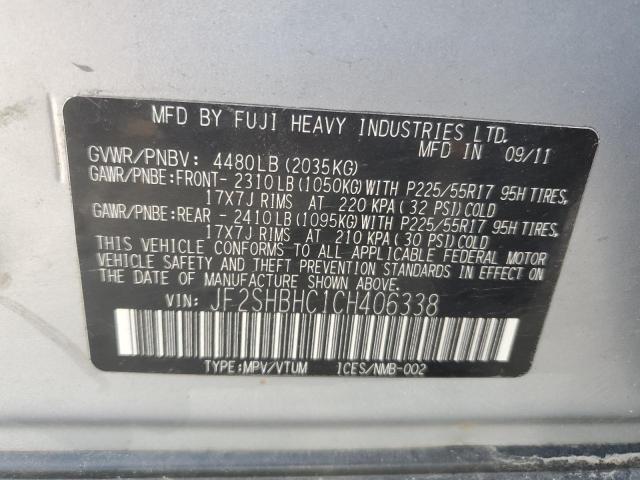 MFD BY FUJI HEAVY INDUSTRIES LTD.
MFD IN 09/11
GVWR/PNBV: 4480LB (2035KG)
GAWR/PNBE:FRONT- 2310LB (1050KG)WITH P225/55R17 95H TIRES,
17X7J RIMS AT 220 KPA (32 PSI)COLD
GAWR/PNBE:REAR - 2410LB (1095KG)WITH P225/55R17 95H TIRES,
17X7J RIMS AT 210 KPA (30 PSI)COLD
THIS VEHICLE CONFORMS TO ALL APPLICABLE FEDERAL MOTOR
VEHICLE SAFETY AND THEFT PREVENTION STANDARDS IN EFFECT ON
THE DATE OF MANUFACTURE SHOWN ABOVE.
VIN: JF2SHBHC1CH406338
TYPE:MPV/VTUM ICES/NMB-002